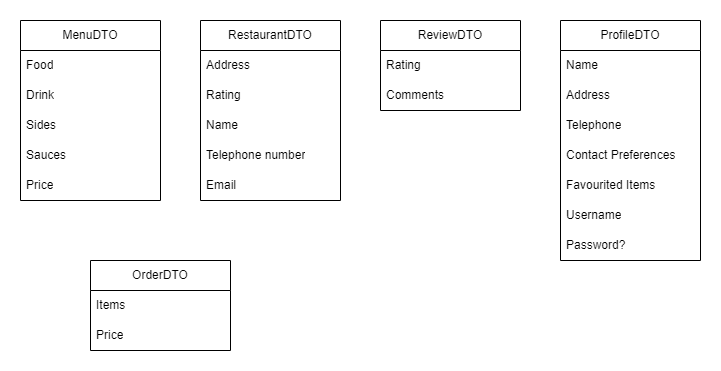 MenuDTO
Food
Drink
Sides
Sauces
Price
RestaurantDTO
Address
Rating
Name
Telephone number
Email
ReviewDTO
Rating
Comments
ProfileDTO
Name
Address
Telephone
Contact Preferences
Favourited Items
Username
Password?
OrderDTO
Items
Price